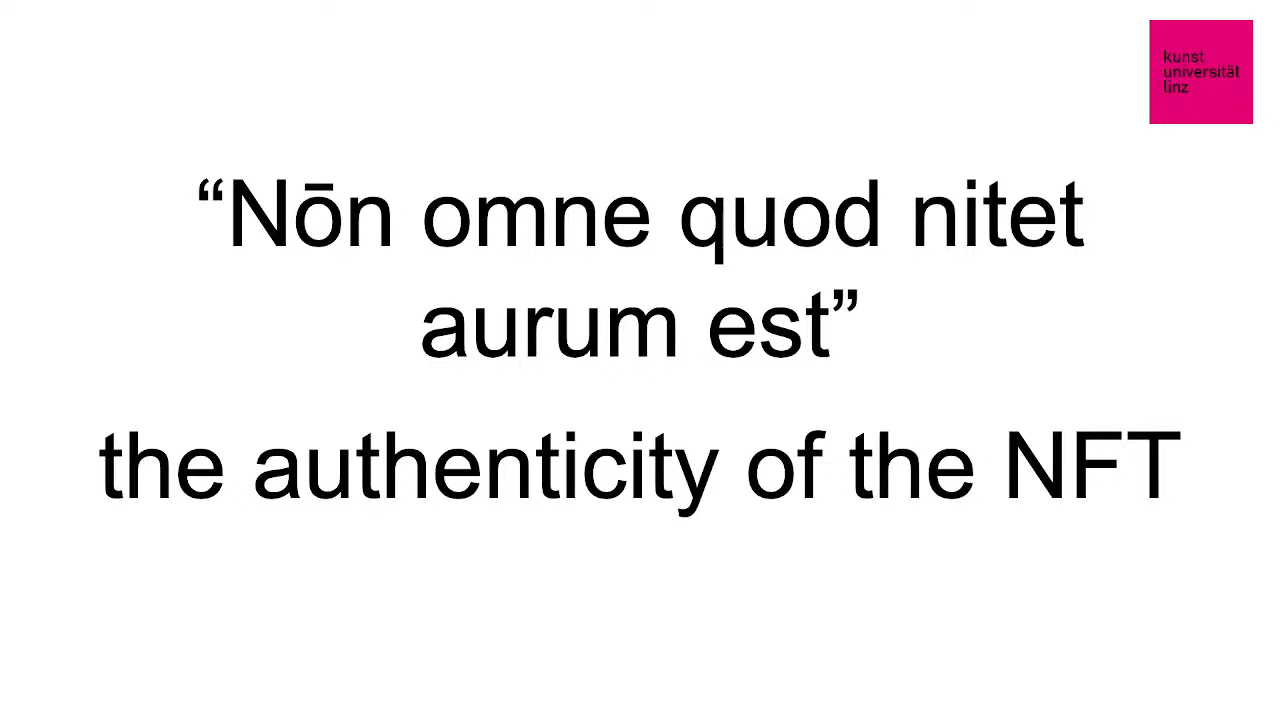 kunst
universität
linz
“Nōn omne quod nitet
aurum est”
the authenticity of the NFT